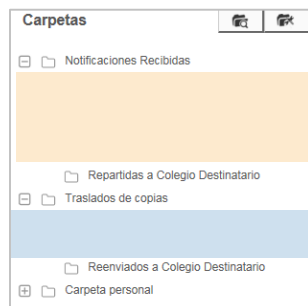 Carpetas
Notificaciones Recibidas
Repartidas a Colegio Destinatario
Traslados de copias
Reenviados a Colegio Destinatario
Carpeta personal